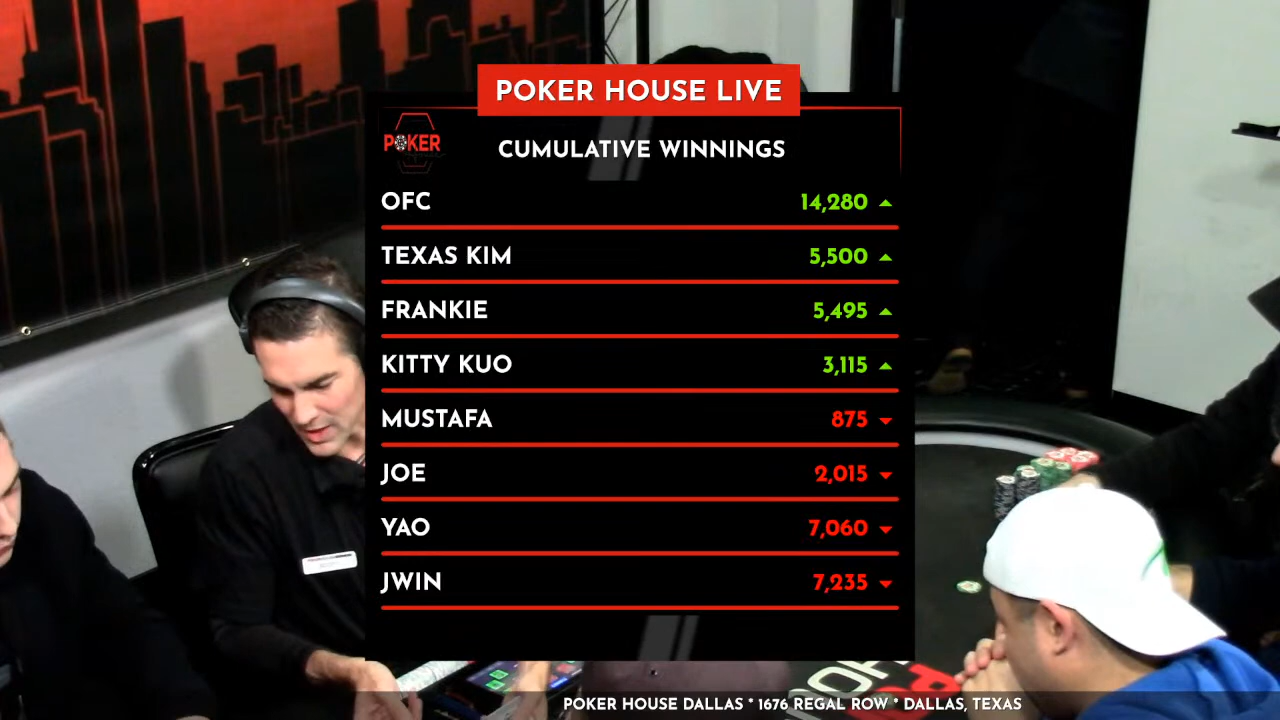 POKER HOUSE LIVE
POKER
CUMULATIVE WINNINGS
OFC 14,280
TEXAS KIM 5,500
FRANKIE 5,495
KITTY KUO 3,115
MUSTAFA 875
JOE 2,015
YAO 7,060
JWIN 7,235
POKER HOUSE DALLAS * 1676 REGAL ROW * DALLAS, TEXAS